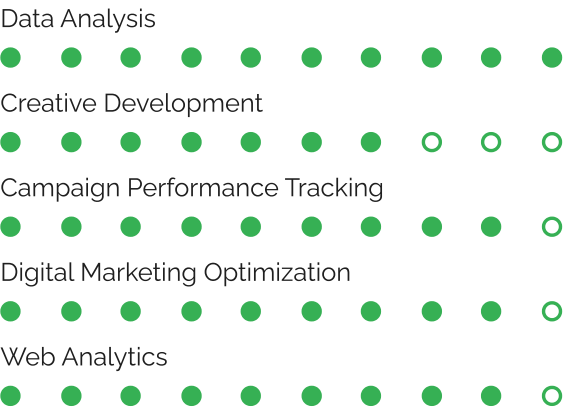 Data Analysis
Creative Development
Campaign Performance Tracking
Digital Marketing Optimization
Web Analytics